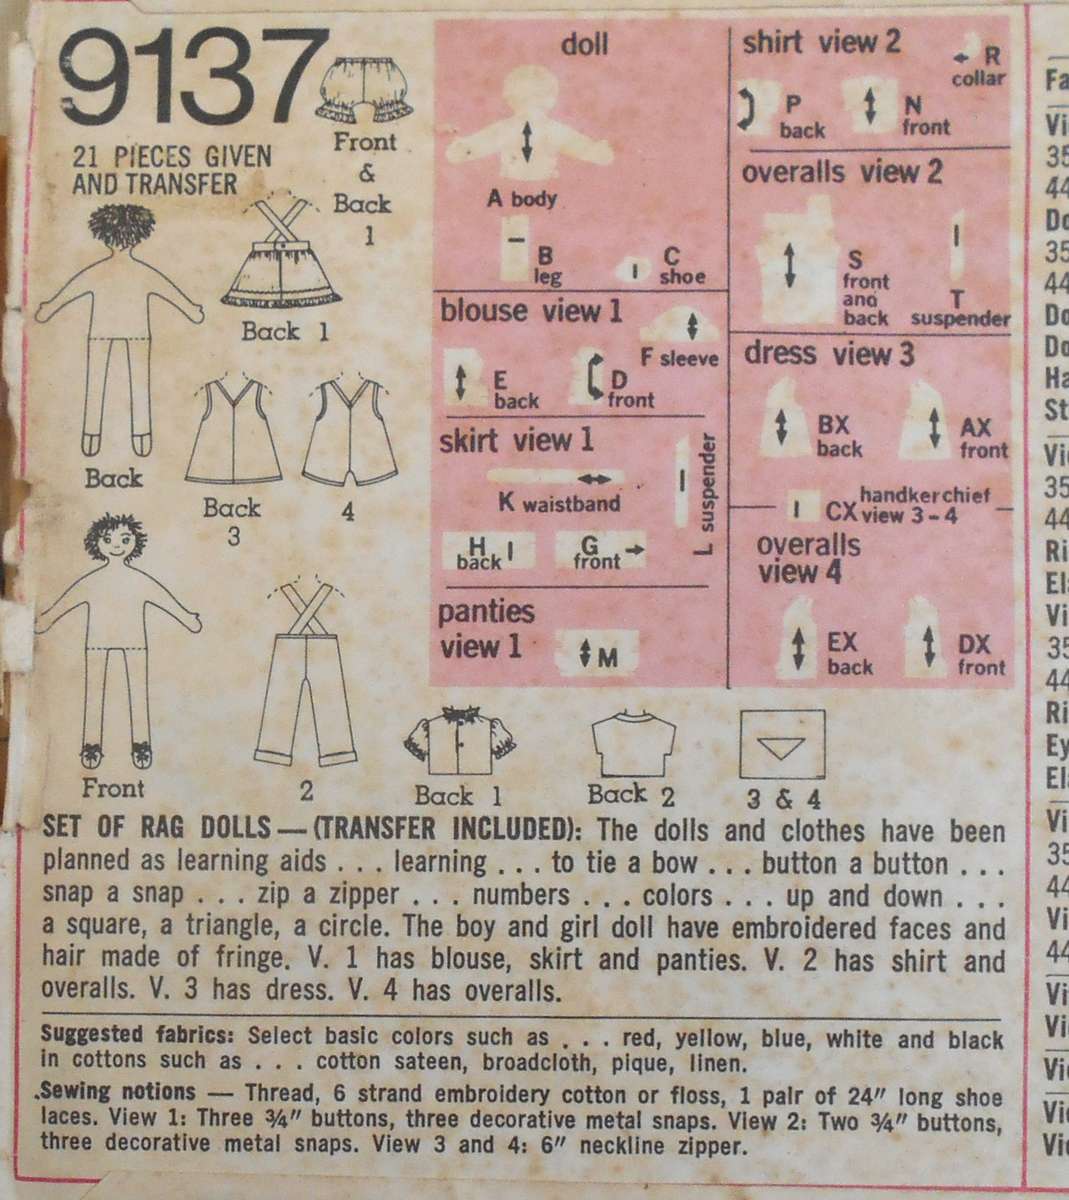 9137
21 PIECES GIVEN
AND TRANSFER
Front
&
Back
1
Back 1
Back
Back
3
4
Front
2
Back 1
Back 2
3 & 4
doll
A body
B
leg
C
shoe
blouse view 1
F sleeve
E
back
D
front
skirt view 1
K waistband
L suspender
H
back
G
front
panties
view 1
M
shirt view 2
R
collar
P
back
N
front
overalls view 2
S
front
and
back
T
suspender
dress view 3
BX
back
AX
front
CX handkerchief
view 3-4
overalls
view 4
EX
back
DX
front
SET OF RAG DOLLS — (TRANSFER INCLUDED): The dolls and clothes have been
planned as learning aids . . . learning . . . to tie a bow . . . button a button . . .
snap a snap . . . zip a zipper . . . numbers . . . colors . . . up and down . . .
a square, a triangle, a circle. The boy and girl doll have embroidered faces and
hair made of fringe. V. 1 has blouse, skirt and panties. V. 2 has shirt and
overalls. V. 3 has dress. V. 4 has overalls.
Suggested fabrics: Select basic colors such as . . . red, yellow, blue, white and black
in cottons such as . . . cotton sateen, broadcloth, pique, linen.
Sewing notions — Thread, 6 strand embroidery cotton or floss, 1 pair of 24" long shoe
laces. View 1: Three ¾" buttons, three decorative metal snaps. View 2: Two ¾" buttons,
three decorative metal snaps. View 3 and 4: 6" neckline zipper.